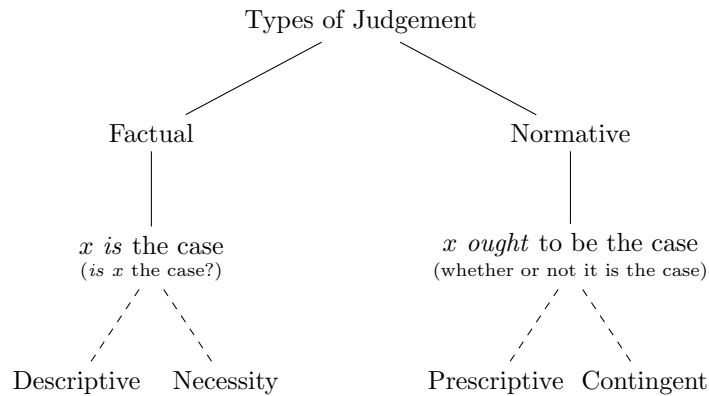 Types of Judgement
Factual
Normative
x is the case
(is x the case?)
x ought to be the case
(whether or not it is the case)
Descriptive
Necessity
Prescriptive
Contingent